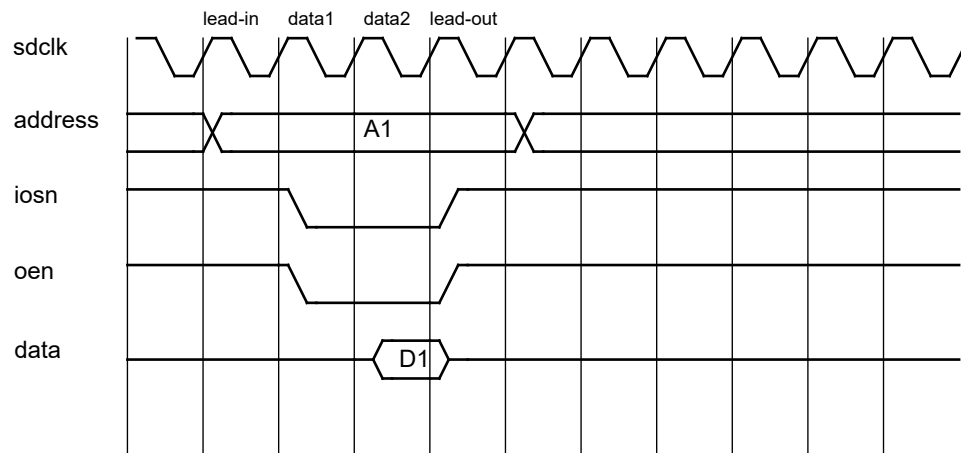 lead-in data1 data2 lead-out
sdclk
address
A1
iosn
oen
data
D1